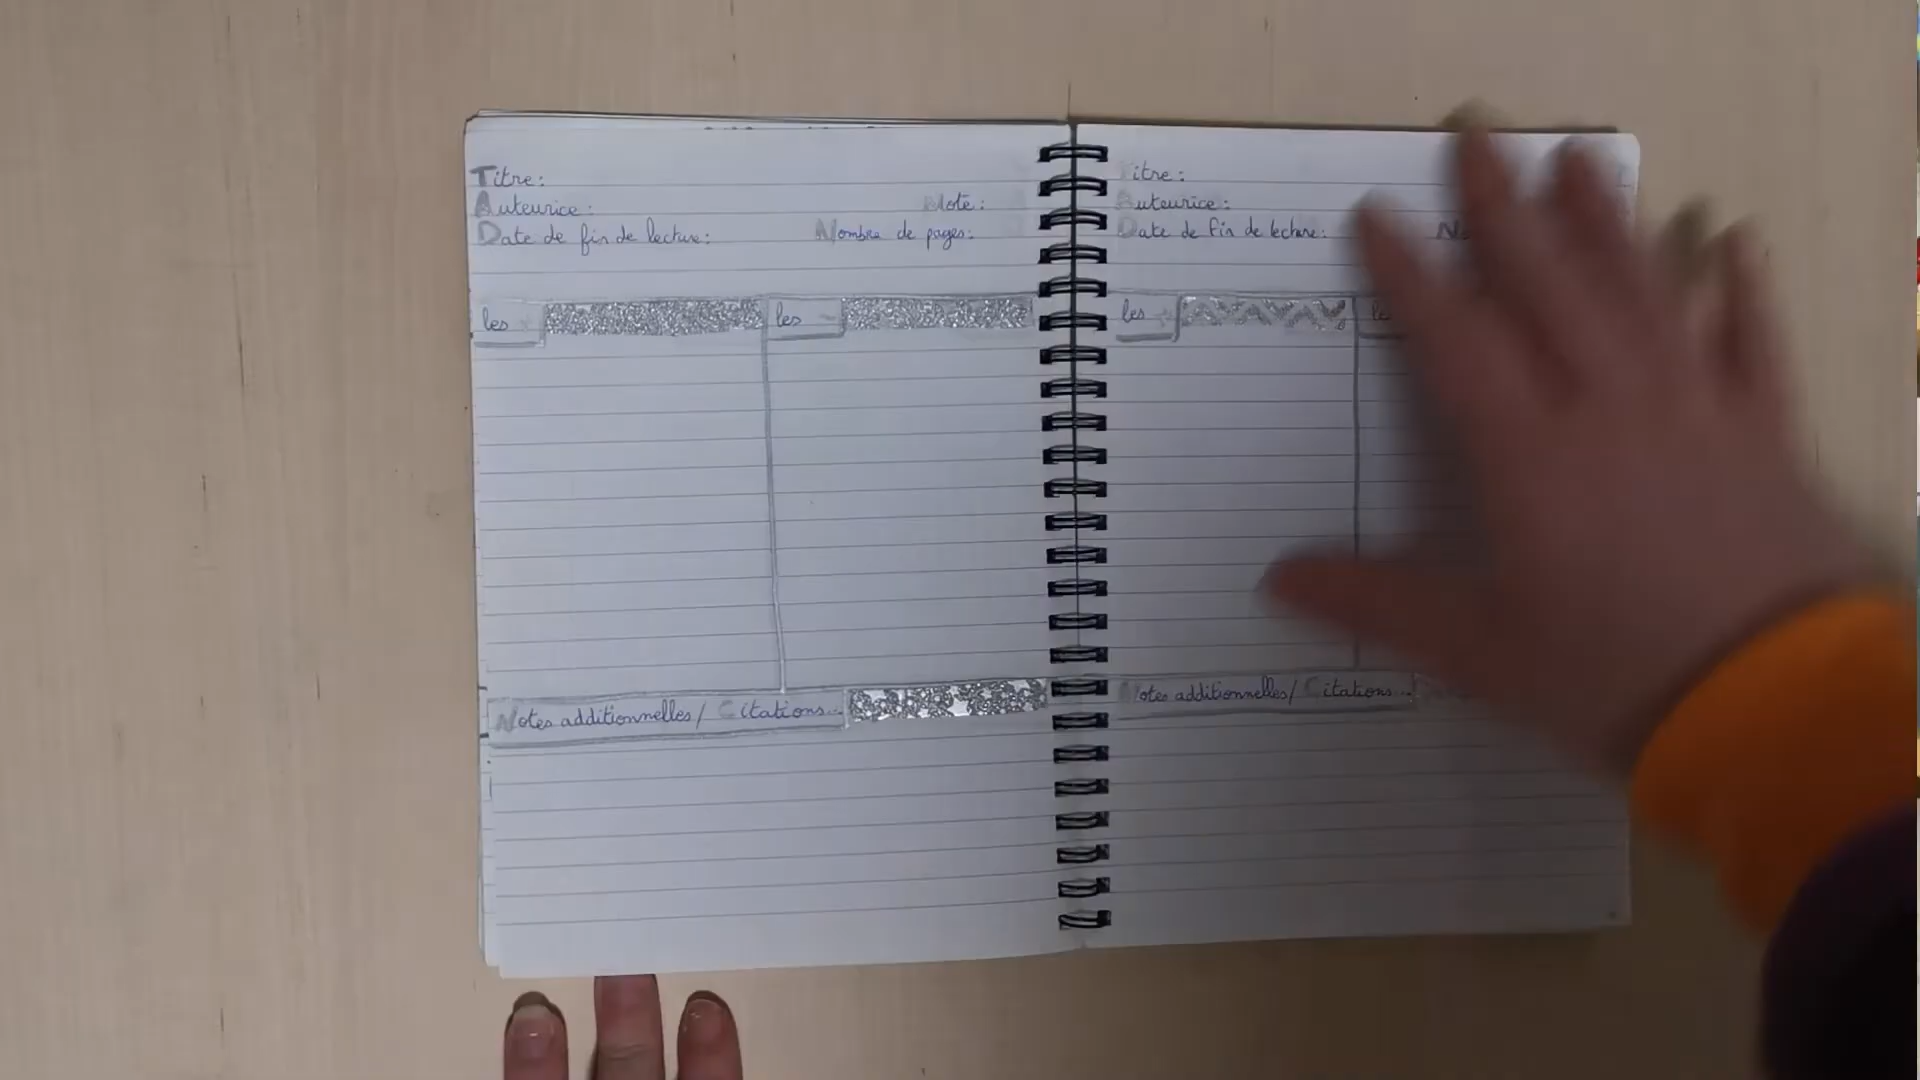 Titre:
Auteurice:
Note:
Date de fin de lecture:
Nombre de pages:
les +
les -
Notes additionnelles / Citations...
Titre:
Auteurice:
Date de fin de lecture:
les +
Notes additionnelles / Citations...